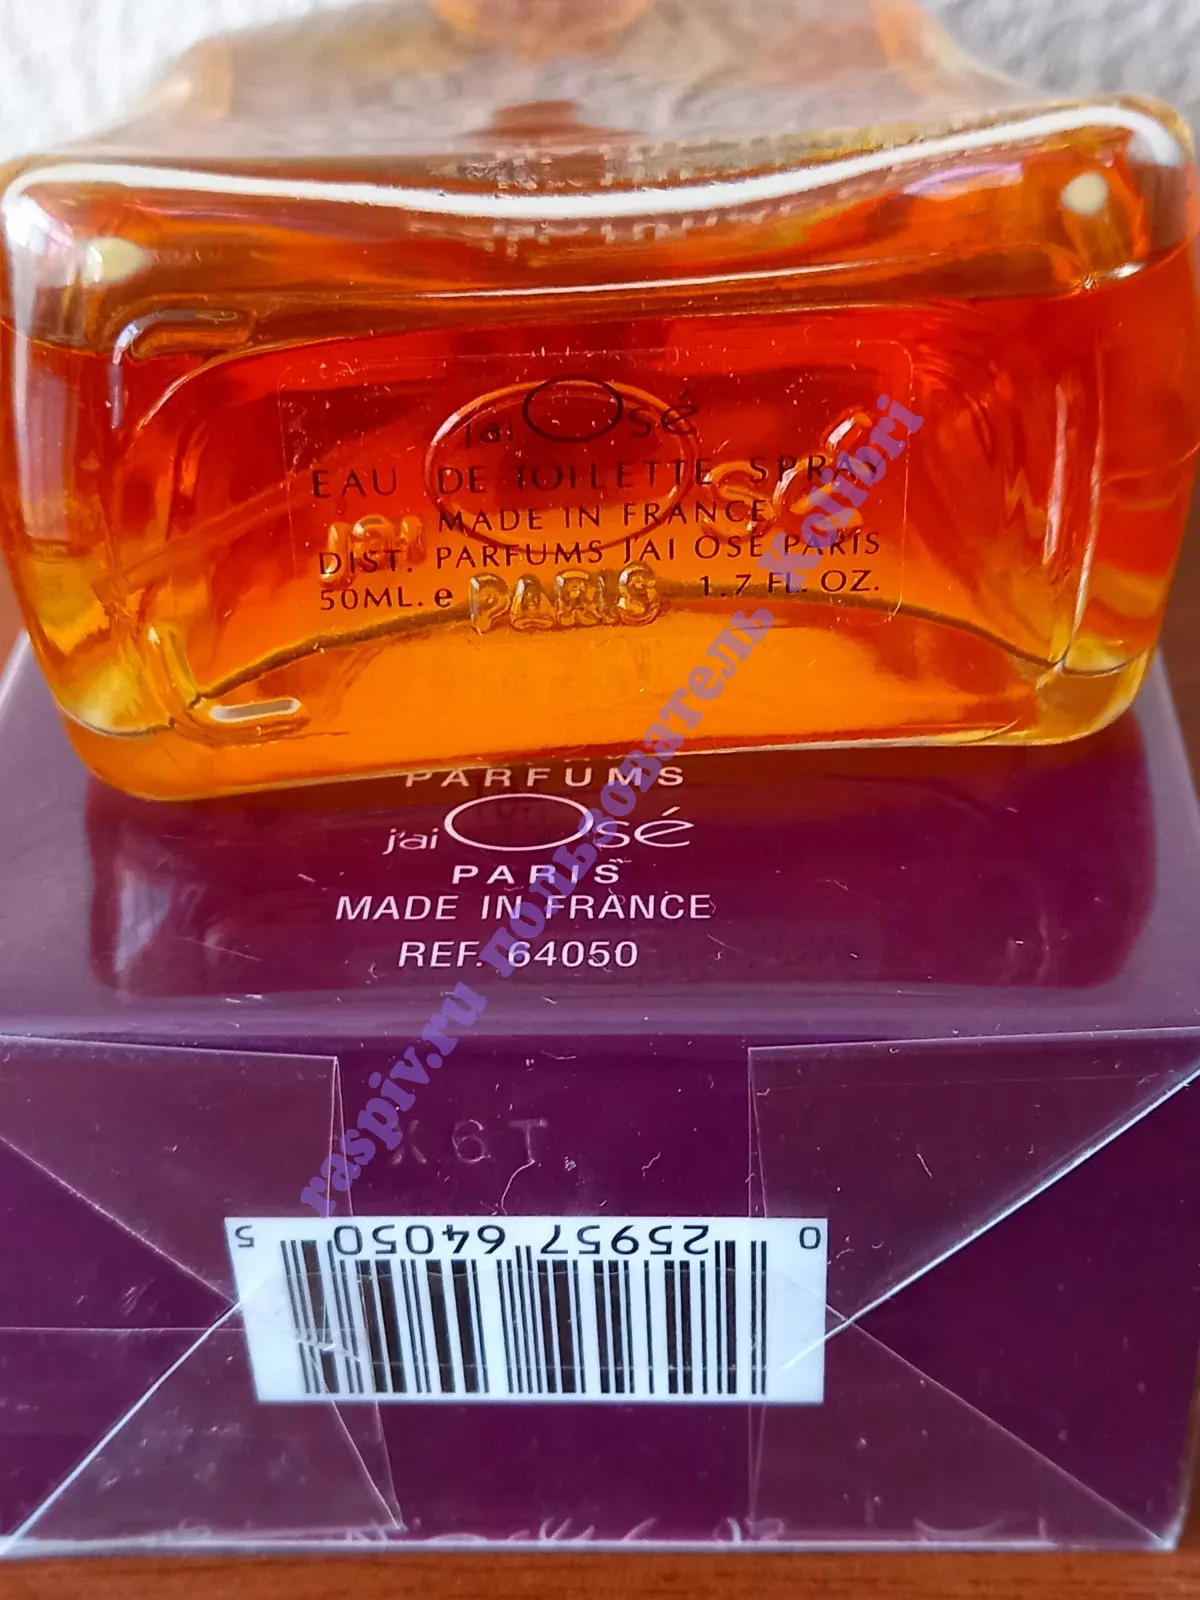 j'ai Osé
EAU DE TOILETTE SPRAY
MADE IN FRANCE
DIST. PARFUMS J'AI OSÉ PARIS
50ML. e 1.7 FL. OZ.
PARIS
PARFUMS
j'ai Osé
PARIS
MADE IN FRANCE
REF. 64050
K6T
0 25957 64050 5
raspiv.ru пользователь Kolibri